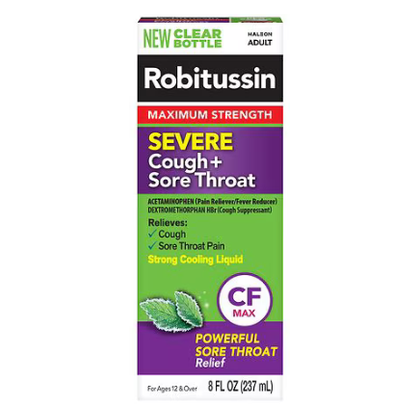 NEW CLEAR
BOTTLE
HALEON
ADULT
Robitussin
MAXIMUM STRENGTH
SEVERE
Cough+
Sore Throat
ACETAMINOPHEN (Pain Reliever/Fever Reducer)
DEXTROMETHORPHAN HBr (Cough Suppressant)
Relieves:
✓ Cough
✓ Sore Throat Pain
Strong Cooling Liquid
CF
MAX
POWERFUL
SORE THROAT
Relief
For Ages 12 & Over
8 FL OZ (237 mL)